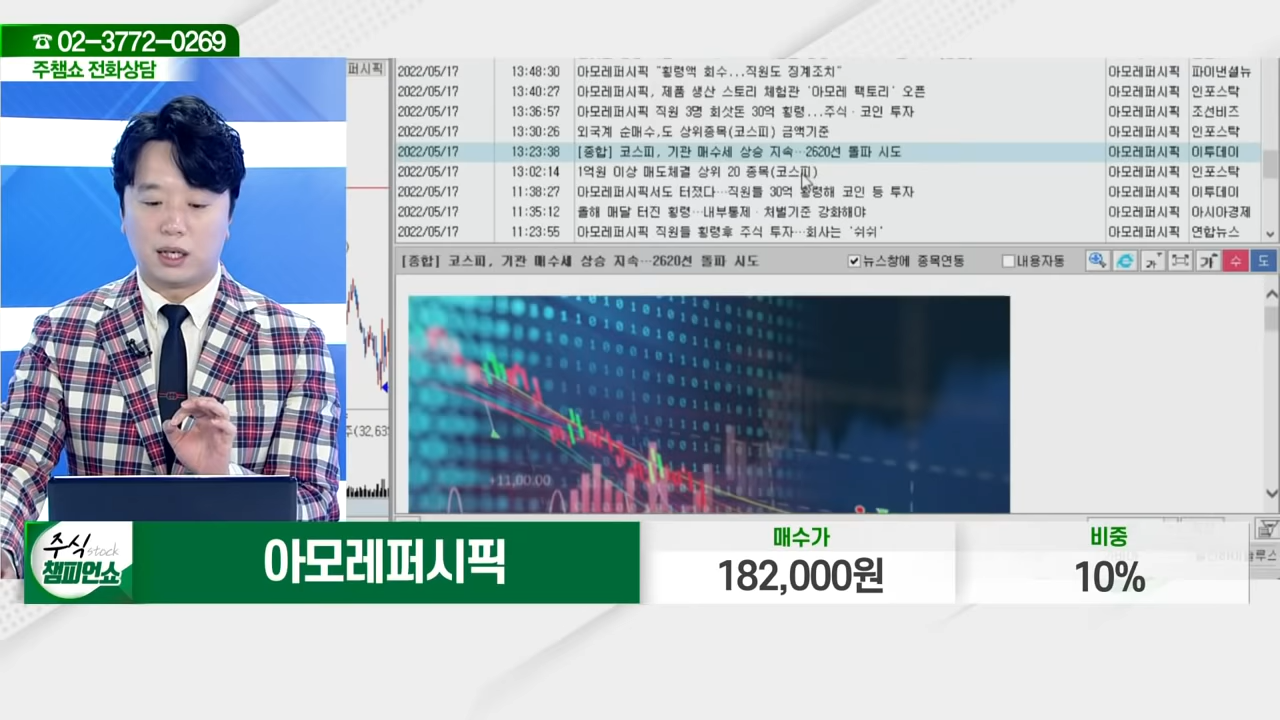 ☎ 02-3772-0269
주챔쇼 전화상담
퍼시픽
2022/05/17 13:48:30 아모레퍼시픽 "횡령액 회수...직원도 징계조치" 아모레퍼시픽 파이낸셜뉴
2022/05/17 13:40:27 아모레퍼시픽, 제품 생산 스토리 체험관 '아모레 팩토리' 오픈 아모레퍼시픽 인포스탁
2022/05/17 13:36:57 아모레퍼시픽 직원 3명 회삿돈 30억 횡령...주식·코인 투자 아모레퍼시픽 조선비즈
2022/05/17 13:30:26 외국계 순매수,도 상위종목(코스피) 금액기준 아모레퍼시픽 인포스탁
2022/05/17 13:23:38 [종합] 코스피, 기관 매수세 상승 지속…2620선 돌파 시도 아모레퍼시픽 이투데이
2022/05/17 13:02:14 1억원 이상 매도체결 상위 20 종목(코스피) 아모레퍼시픽 인포스탁
2022/05/17 11:38:27 아모레퍼시픽서도 터졌다…직원들 30억 횡령해 코인 등 투자 아모레퍼시픽 이투데이
2022/05/17 11:35:12 올해 매달 터진 횡령…내부통제·처벌기준 강화해야 아모레퍼시픽 아시아경제
2022/05/17 11:23:55 아모레퍼시픽 직원들 횡령후 주식 투자…회사는 '쉬쉬' 아모레퍼시픽 연합뉴스
[종합] 코스피, 기관 매수세 상승 지속…2620선 돌파 시도 뉴스창에 종목연동 내용자동 가 가 수 도
주(32,63
+11,00.00
주식 stock
챔피언쇼
아모레퍼시픽
매수가
182,000원
비중
10%